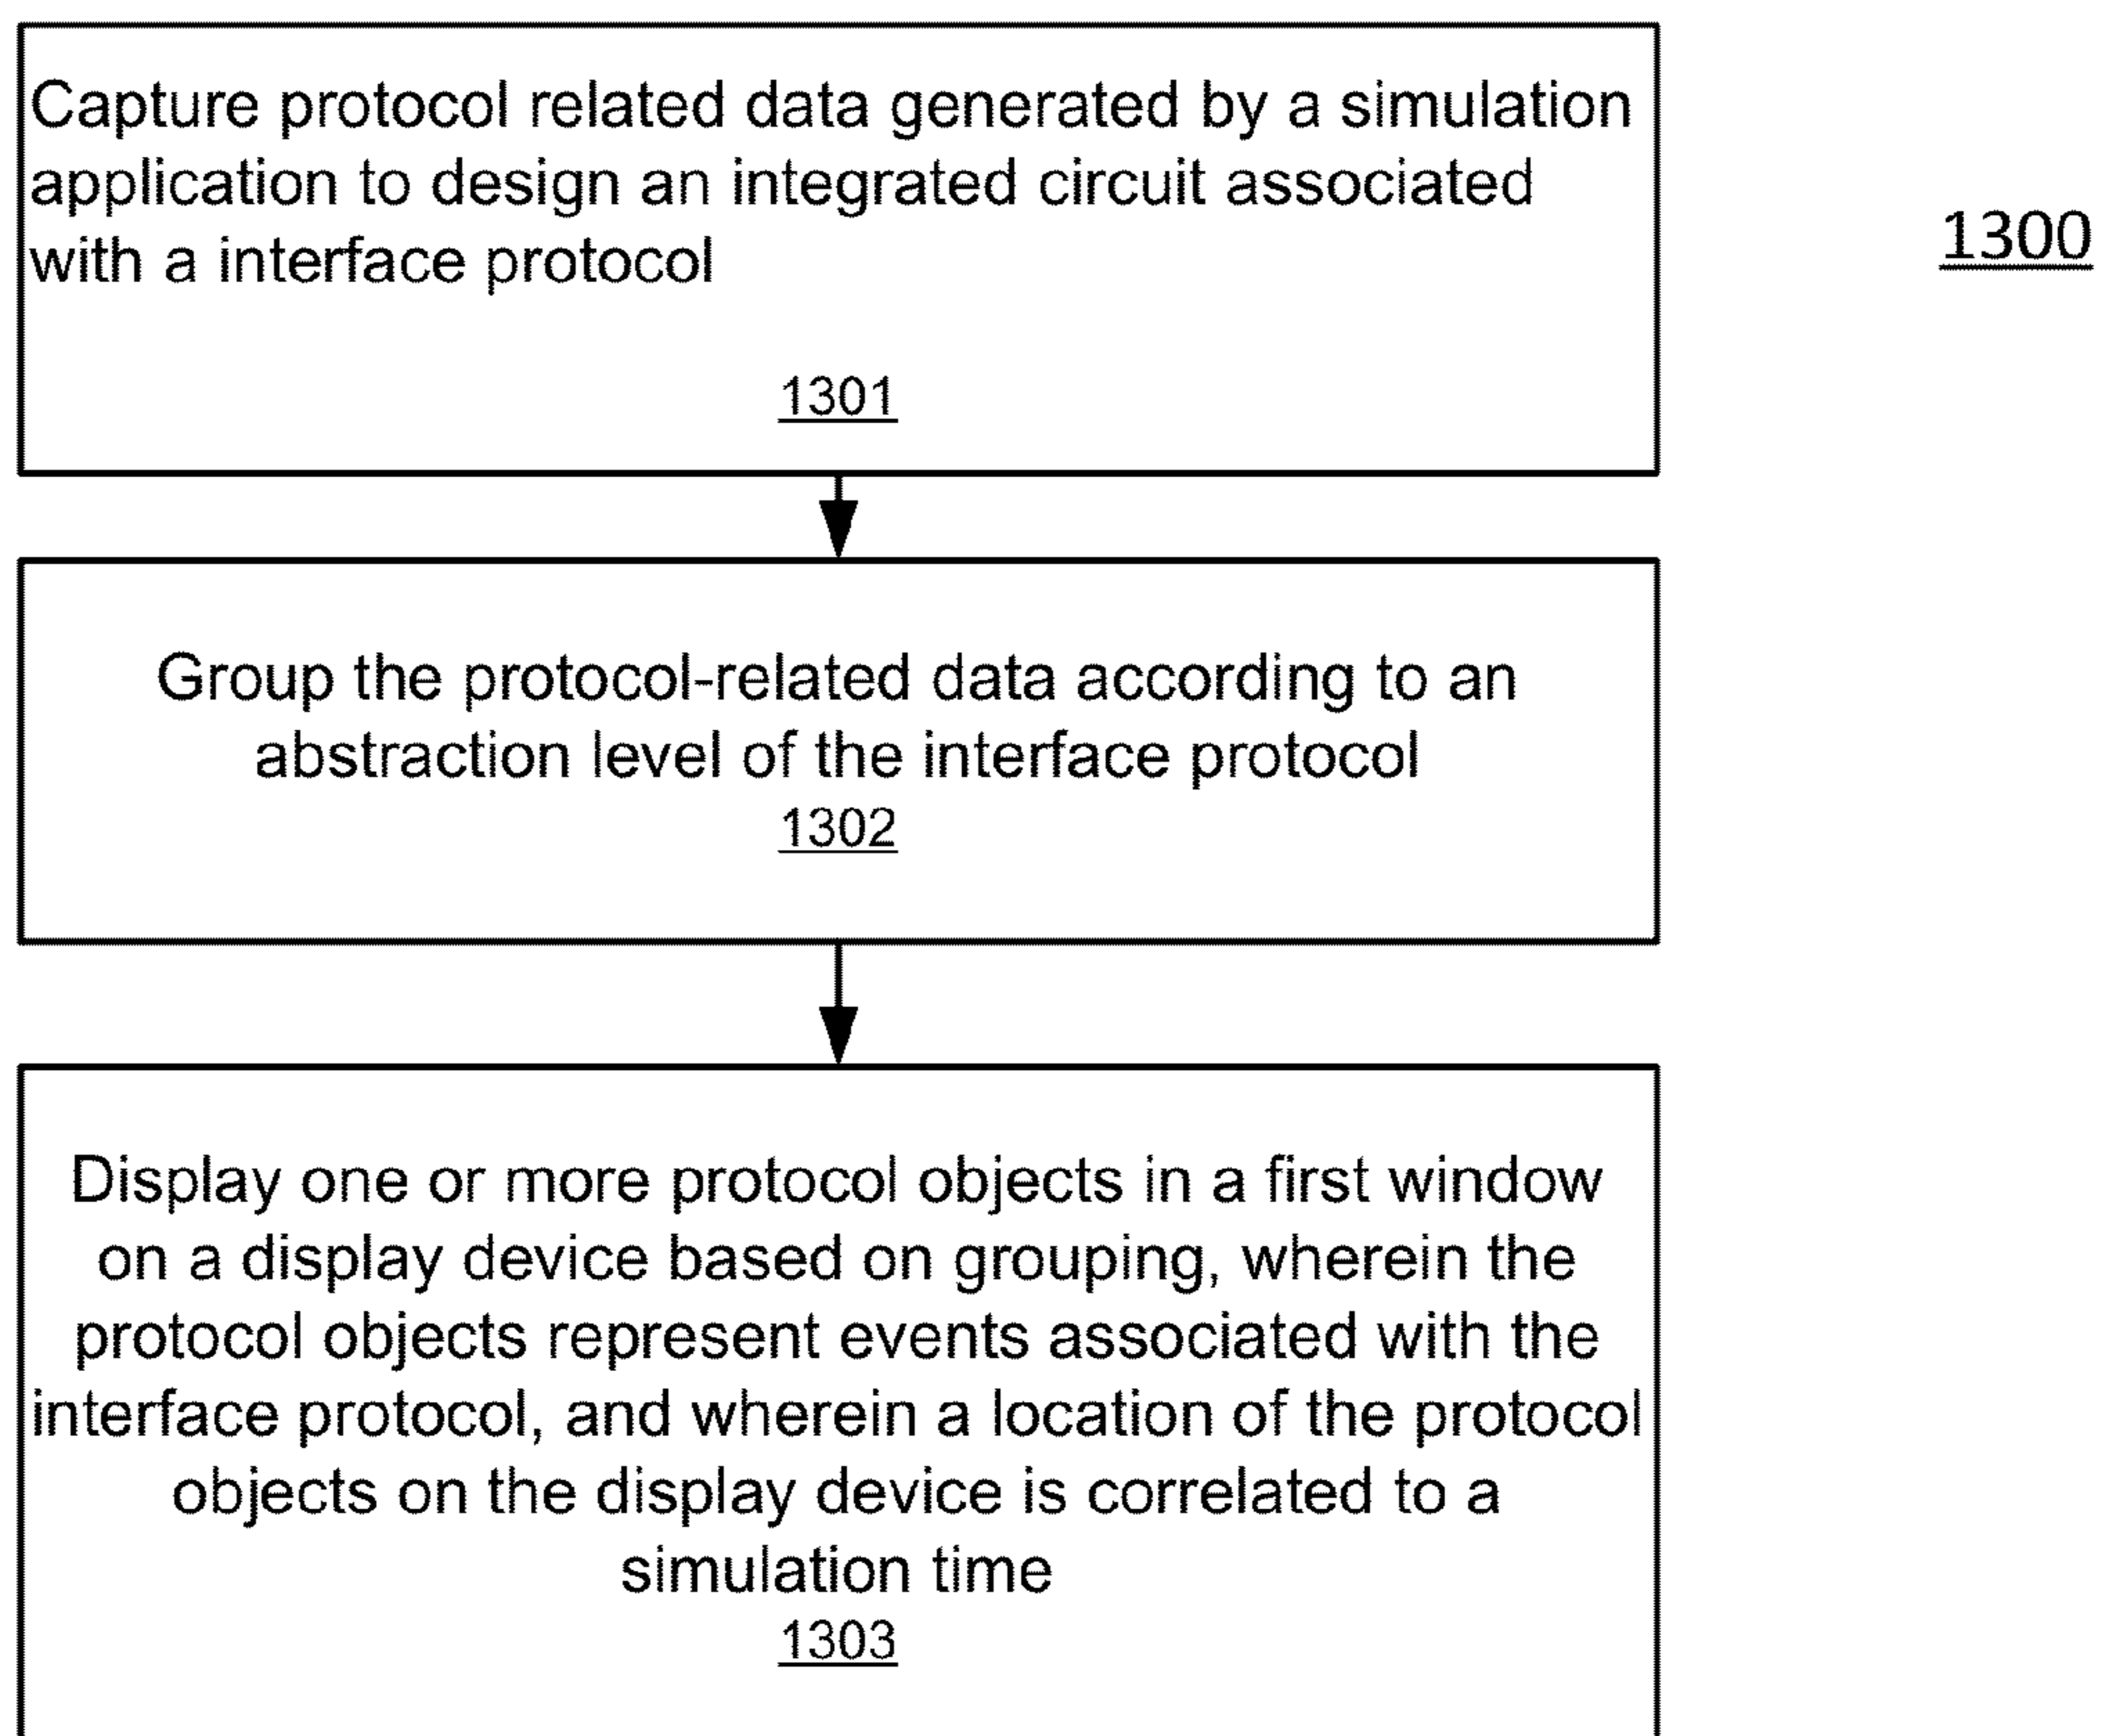 Capture protocol related data generated by a simulation
application to design an integrated circuit associated
with a interface protocol
1301
1300
Group the protocol-related data according to an
abstraction level of the interface protocol
1302
Display one or more protocol objects in a first window
on a display device based on grouping, wherein the
protocol objects represent events associated with the
interface protocol, and wherein a location of the protocol
objects on the display device is correlated to a
simulation time
1303